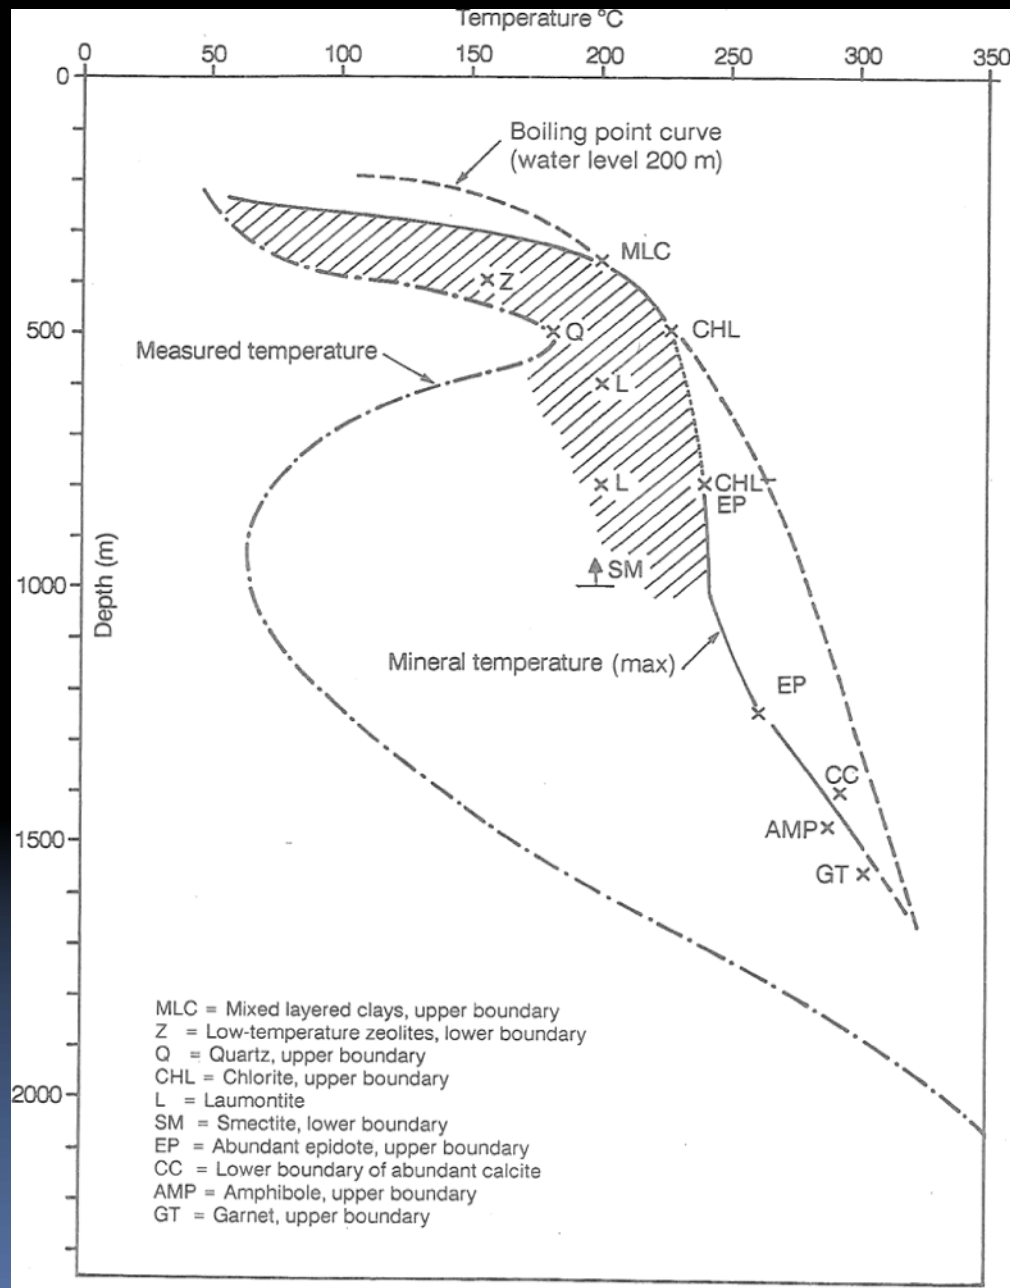 Temperature °C
0 50 100 150 200 250 300 350
0
Boiling point curve
(water level 200 m)
MLC
Z
500
Q
CHL
Measured temperature
L
L
CHL
EP
SM
1000
Depth (m)
Mineral temperature (max)
EP
CC
1500
AMP
GT
MLC = Mixed layered clays, upper boundary
Z = Low-temperature zeolites, lower boundary
Q = Quartz, upper boundary
CHL = Chlorite, upper boundary
2000
L = Laumontite
SM = Smectite, lower boundary
EP = Abundant epidote, upper boundary
CC = Lower boundary of abundant calcite
AMP = Amphibole, upper boundary
GT = Garnet, upper boundary